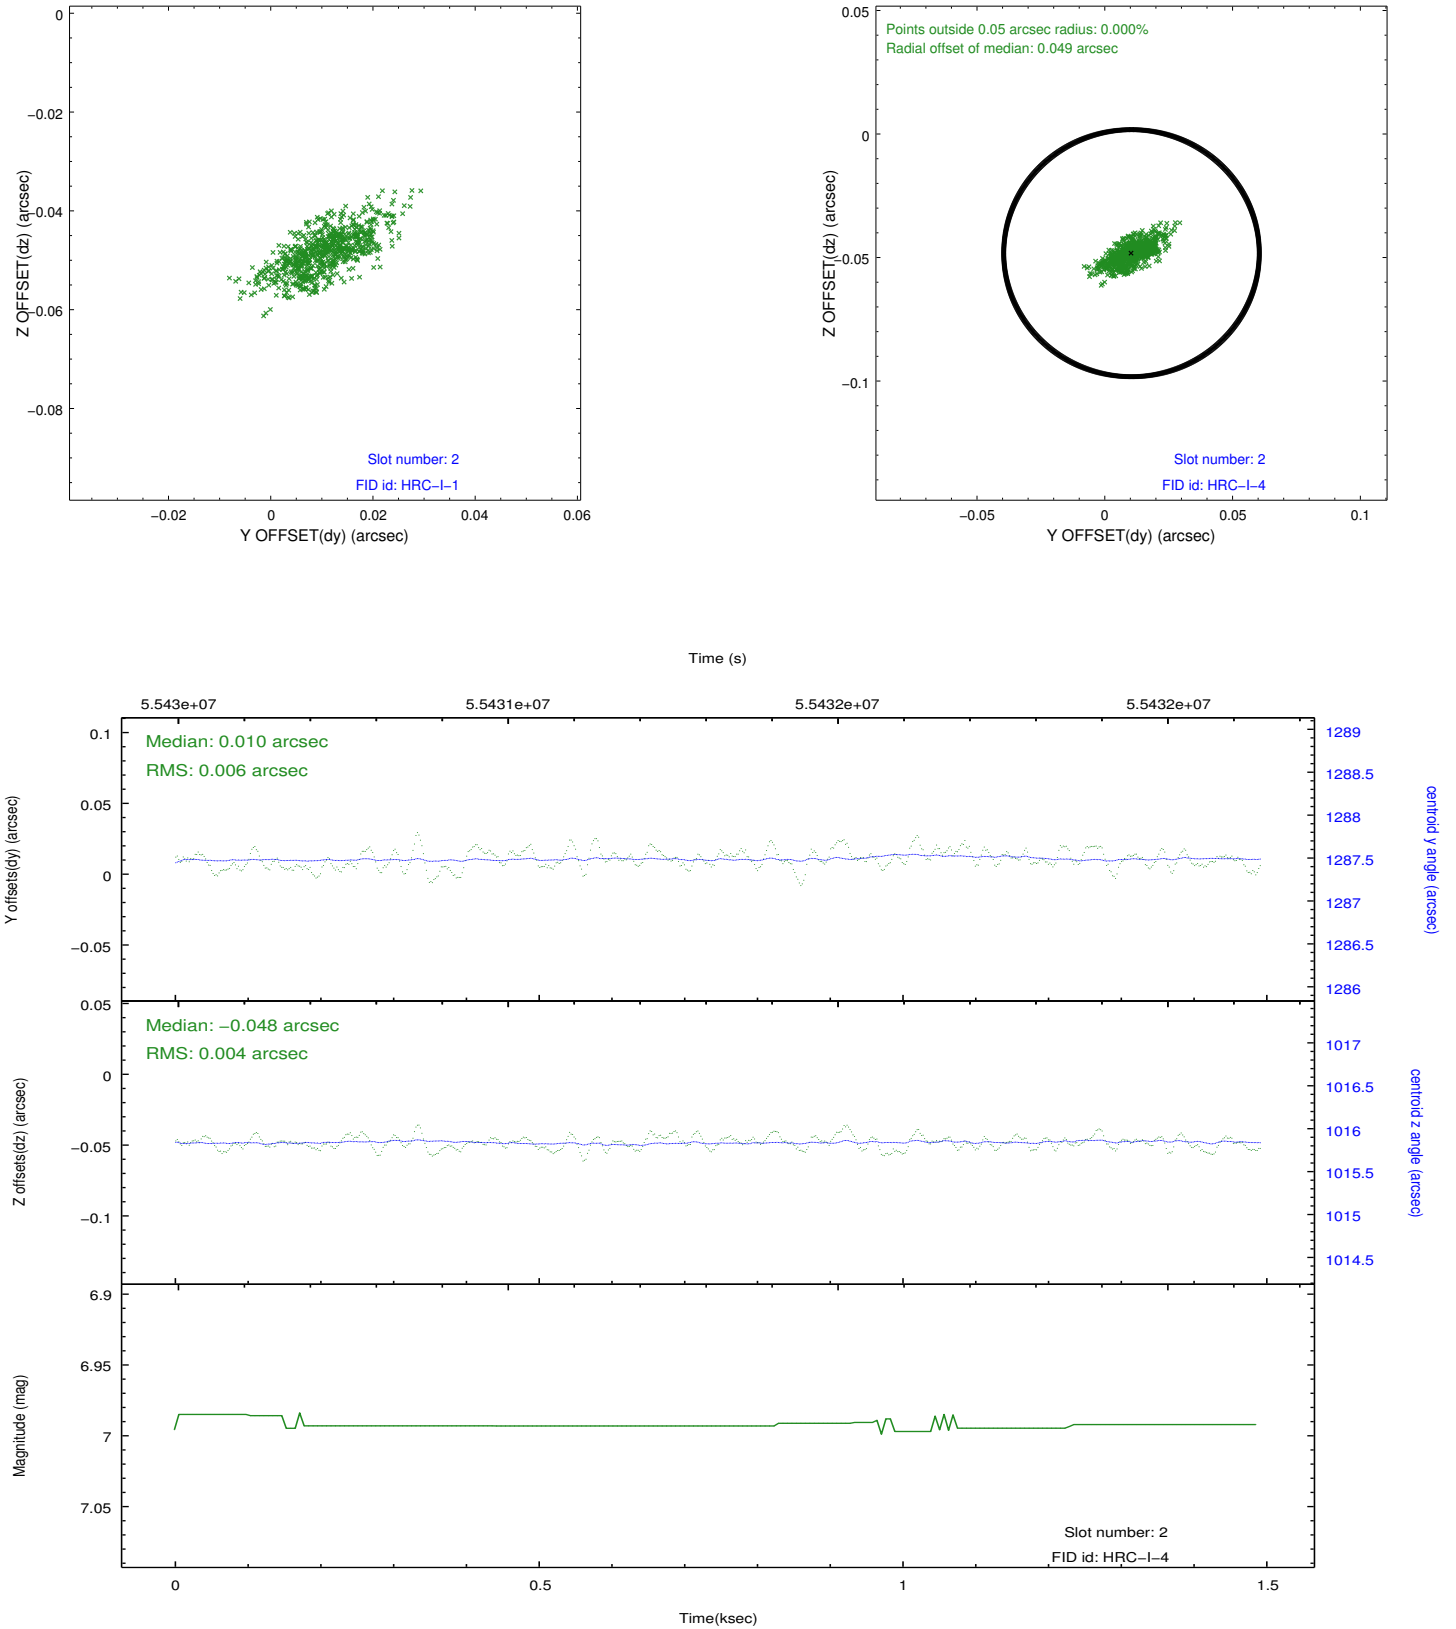 0
−0.02
−0.04
−0.06
−0.08
Z OFFSET(dz) (arcsec)
Slot number: 2
FID id: HRC−I−1
−0.02
0
0.02
0.04
0.06
Y OFFSET(dy) (arcsec)
Points outside 0.05 arcsec radius: 0.000%
Radial offset of median: 0.049 arcsec
0.05
0
−0.05
−0.1
Z OFFSET(dz) (arcsec)
Slot number: 2
FID id: HRC−I−4
−0.05
0
0.05
0.1
Y OFFSET(dy) (arcsec)
Time (s)
5.543e+07
5.5431e+07
5.5432e+07
5.5432e+07
Median: 0.010 arcsec
RMS: 0.006 arcsec
0.1
0.05
0
−0.05
Y offsets(dy) (arcsec)
1289
1288.5
1288
1287.5
1287
1286.5
1286
centroid y angle (arcsec)
Median: −0.048 arcsec
RMS: 0.004 arcsec
0.05
0
−0.05
−0.1
Z offsets(dz) (arcsec)
1017
1016.5
1016
1015.5
1015
1014.5
centroid z angle (arcsec)
6.9
6.95
7
7.05
Magnitude (mag)
Slot number: 2
FID id: HRC−I−4
0
0.5
1
1.5
Time(ksec)